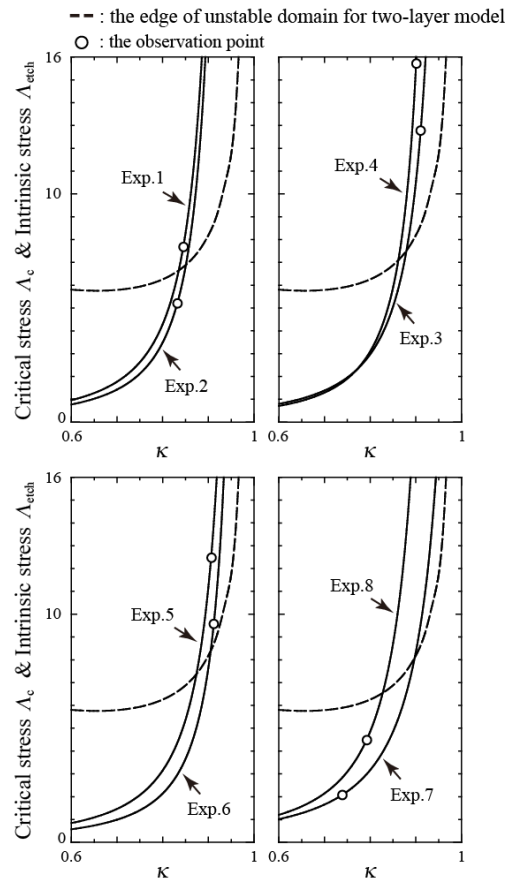 : the edge of unstable domain for two-layer model
: the observation point
Critical stress Λc & Intrinsic stress Λetch
16
10
0
0.6
1
κ
Exp.1
Exp.2
0.6
1
κ
Exp.4
Exp.3
Critical stress Λc & Intrinsic stress Λetch
16
10
0
0.6
1
κ
Exp.5
Exp.6
0.6
1
κ
Exp.8
Exp.7